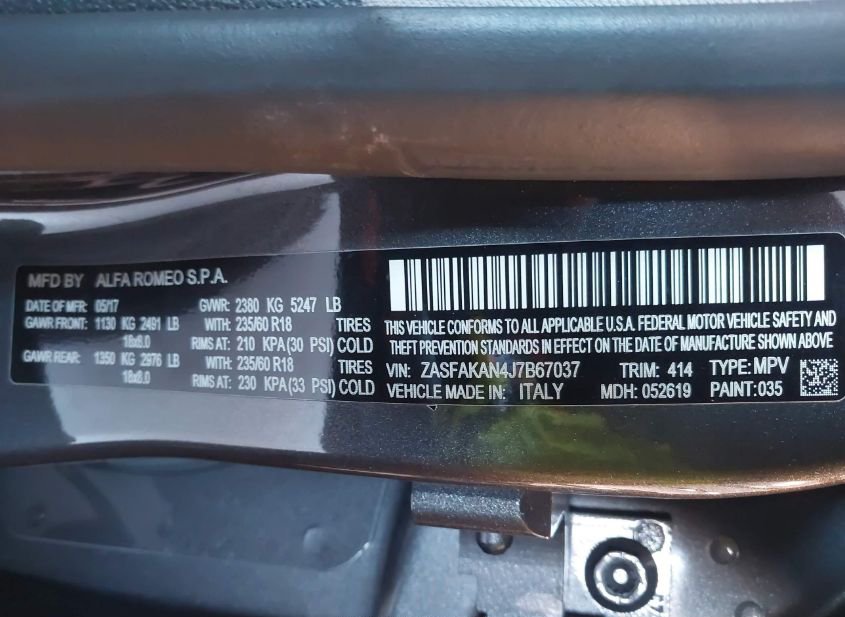 MFD BY ALFA ROMEO S.P.A.
DATE OF MFR: 05/17 GVWR: 2380 KG 5247 LB
GAWR FRONT: 1130 KG 2491 LB WITH: 235/60 R18 TIRES
18x8.0 RIMS AT: 210 KPA(30 PSI) COLD
GAWR REAR: 1350 KG 2976 LB WITH: 235/60 R18 TIRES
18x8.0 RIMS AT: 230 KPA(33 PSI) COLD
THIS VEHICLE CONFORMS TO ALL APPLICABLE U.S.A. FEDERAL MOTOR VEHICLE SAFETY AND
THEFT PREVENTION STANDARDS IN EFFECT ON THE DATE OF MANUFACTURE SHOWN ABOVE
VIN: ZASFAKAN4J7B67037 TRIM: 414 TYPE: MPV
VEHICLE MADE IN: ITALY MDH: 052619 PAINT: 035